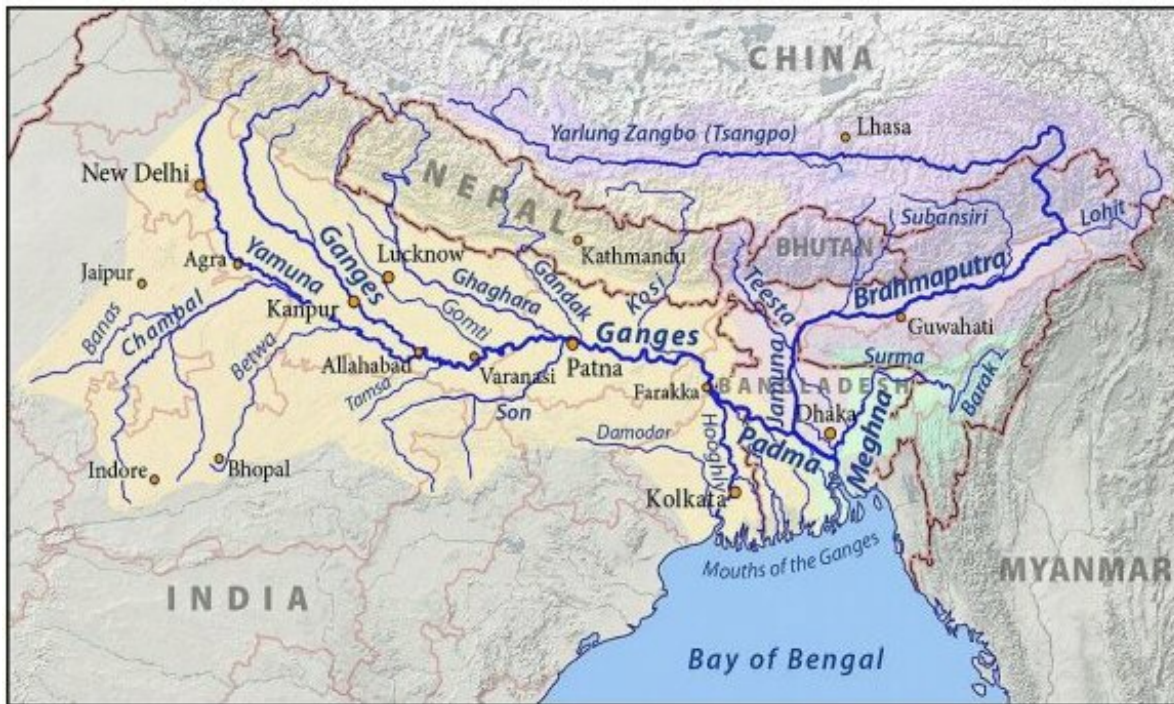 CHINA
Yarlung Zangbo (Tsangpo)
Lhasa
New Delhi
NEPAL
Subansiri
Lohit
BHUTAN
Kathmandu
Agra
Yamuna
Ganges
Lucknow
Ghaghara
Gandak
Kosi
Teesta
Brahmaputra
Jaipur
Banas
Chambal
Kanpur
Gomti
Ganges
Guwahati
Betwa
Allahabad
Varanasi
Patna
Jamuna
Surma
Tamsa
Son
Farakka
BANGLADESH
Barak
Damodar
Hooghly
Padma
Dhaka
Meghna
Indore
Bhopal
Kolkata
Mouths of the Ganges
INDIA
MYANMAR
Bay of Bengal